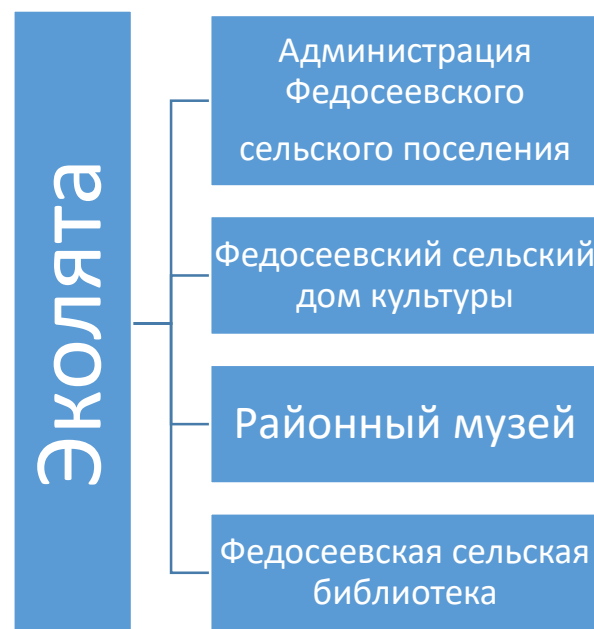 Эколята
Администрация
Федосеевского
сельского поселения
Федосеевский сельский
дом культуры
Районный музей
Федосеевская сельская
библиотека